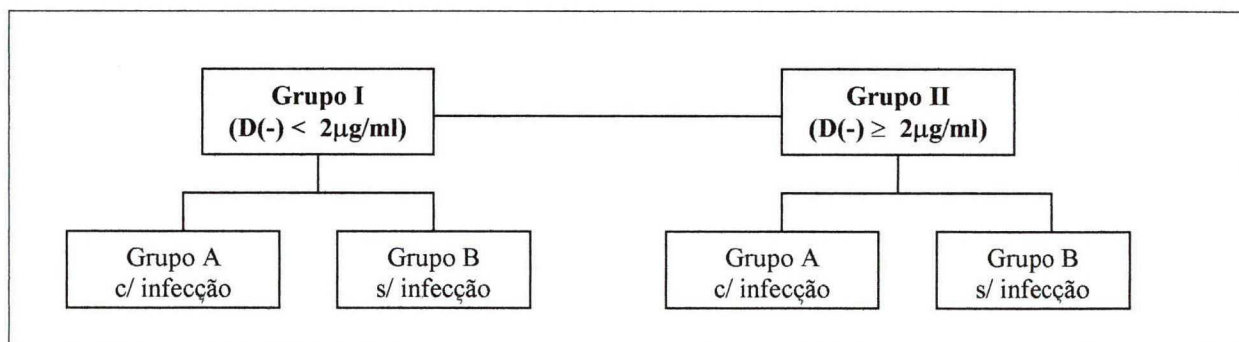 Grupo I
(D(-) < 2µg/ml)
Grupo II
(D(-) ≥ 2µg/ml)
Grupo A
c/ infecção
Grupo B
s/ infecção
Grupo A
c/ infecção
Grupo B
s/ infecção